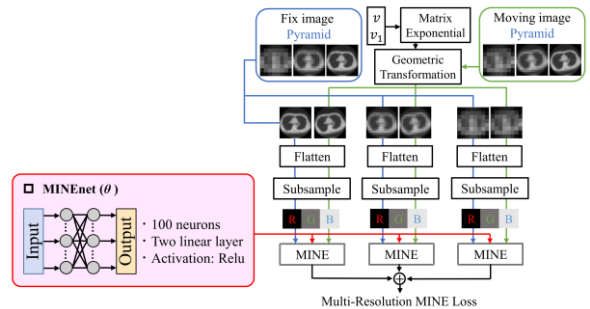 Fix image
Pyramid
v
v1
Matrix
Exponential
Geometric
Transformation
Moving image
Pyramid
Flatten
Flatten
Flatten
Subsample
Subsample
Subsample
R G B
R G B
R G B
MINE
MINE
MINE
Multi-Resolution MINE Loss
MINEnet (θ)
Input
Output
· 100 neurons
· Two linear layer
· Activation: Relu